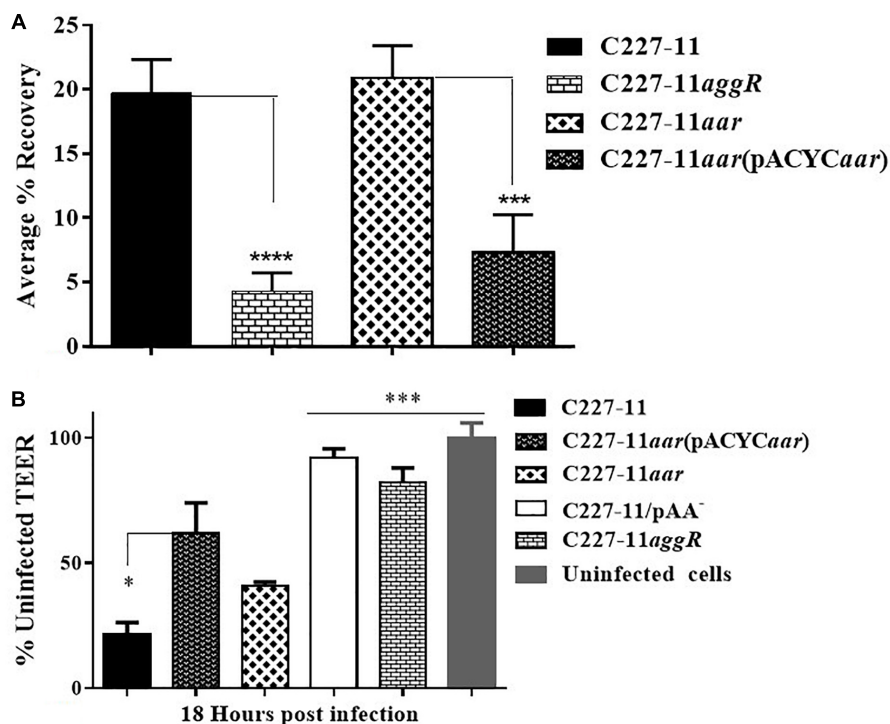 A
Average % Recovery
25
20
15
10
5
0
****
***
C227-11
C227-11aggR
C227-11aar
C227-11aar(pACYCaar)
B
% Uninfected TEER
100
50
0
*
***
18 Hours post infection
C227-11
C227-11aar(pACYCaar)
C227-11aar
C227-11/pAA⁻
C227-11aggR
Uninfected cells